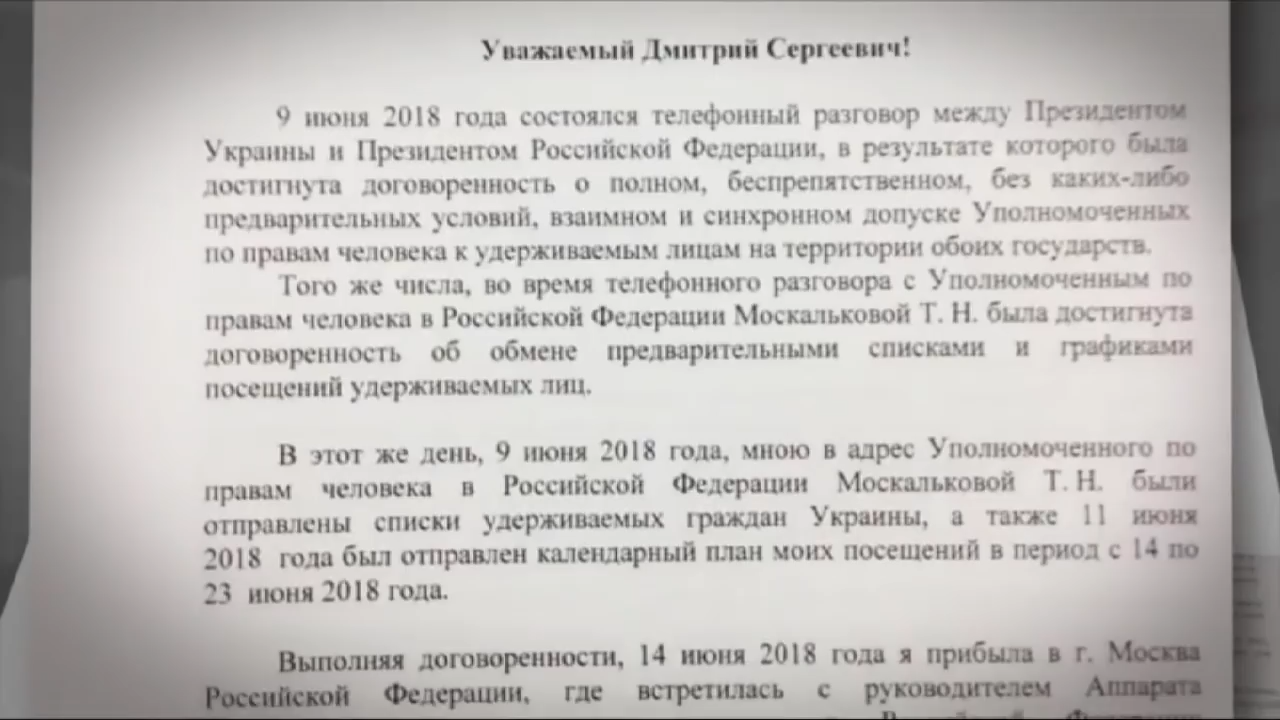 Уважаемый Дмитрий Сергеевич!
9 июня 2018 года состоялся телефонный разговор между Президентом
Украины и Президентом Российской Федерации, в результате которого была
достигнута договоренность о полном, беспрепятственном, без каких-либо
предварительных условий, взаимном и синхронном допуске Уполномоченных
по правам человека к удерживаемым лицам на территории обоих государств.
Того же числа, во время телефонного разговора с Уполномоченным по
правам человека в Российской Федерации Москальковой Т. Н. была достигнута
договоренность об обмене предварительными списками и графиками
посещений удерживаемых лиц.
В этот же день, 9 июня 2018 года, мною в адрес Уполномоченного по
правам человека в Российской Федерации Москальковой Т. Н. были
отправлены списки удерживаемых граждан Украины, а также 11 июня
2018 года был отправлен календарный план моих посещений в период с 14 по
23 июня 2018 года.
Выполняя договоренности, 14 июня 2018 года я прибыла в г. Москва
Российской Федерации, где встретилась с руководителем Аппарата